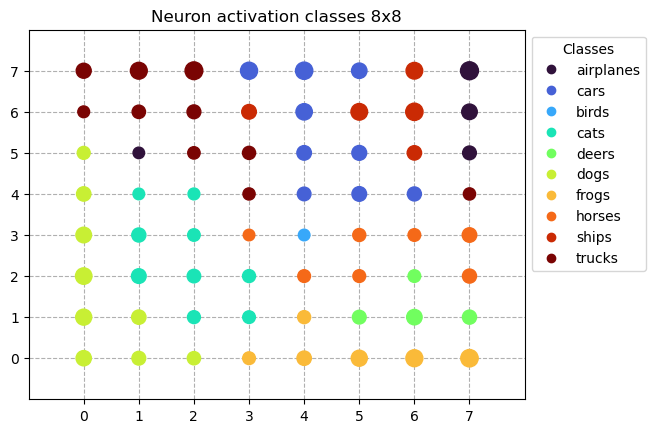 Neuron activation classes 8x8
7
6
5
4
3
2
1
0
0 1 2 3 4 5 6 7
Classes
airplanes
cars
birds
cats
deers
dogs
frogs
horses
ships
trucks